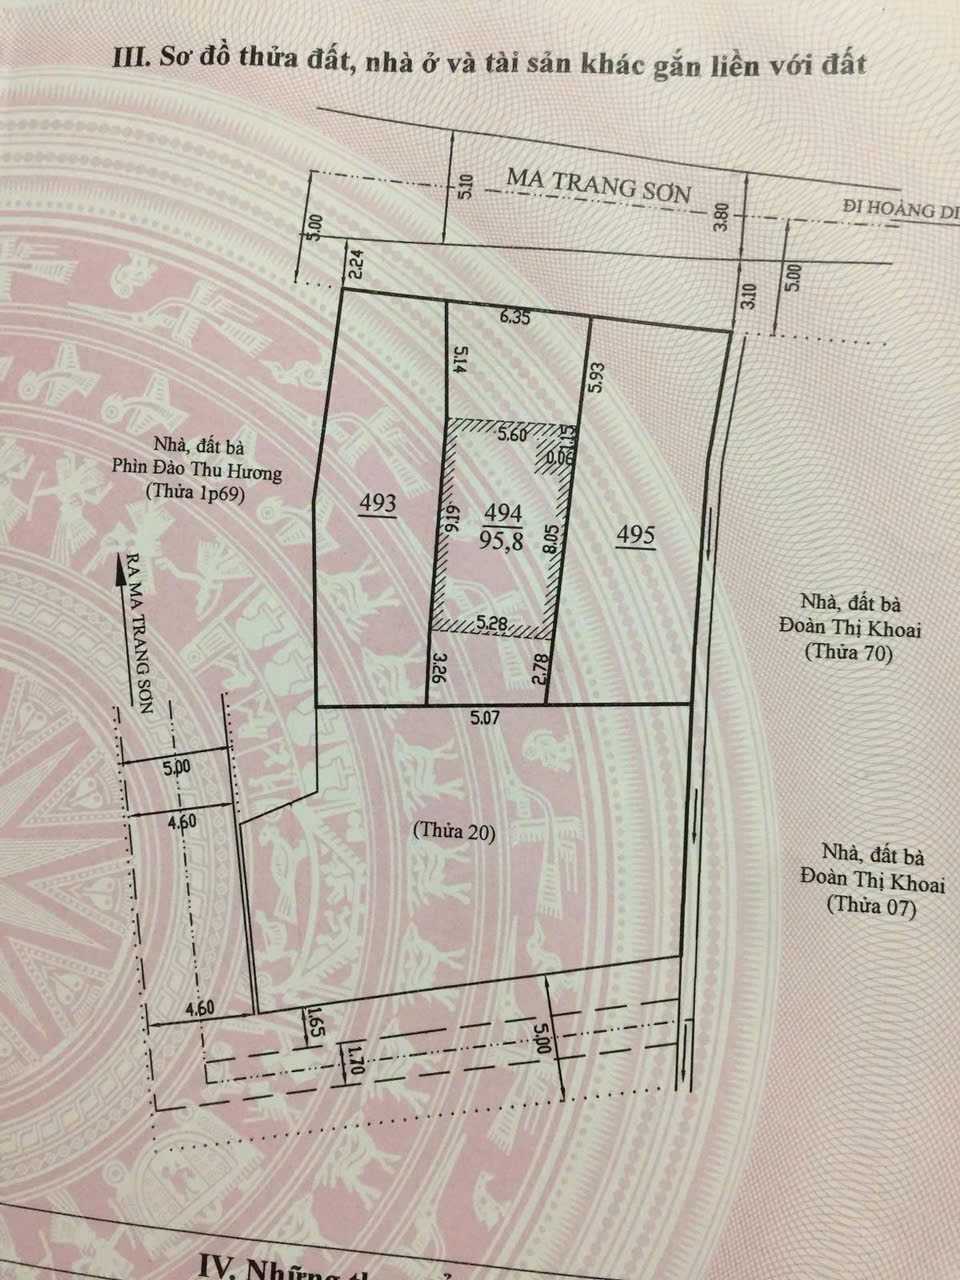 III. Sơ đồ thửa đất, nhà ở và tài sản khác gắn liền với đất
5.10
MA TRANG SƠN
3.80
ĐI HOÀNG DI
5.00
2.24
3.10
5.00
6.35
5.14
5.93
5.60
1.15
0.06
Nhà, đất bà
Phìn Đào Thu Hương
(Thửa 1p69)
493
9.19
494
95,8
8.05
495
RA MA TRANG SƠN
5.28
3.26
2.78
5.07
Nhà, đất bà
Đoàn Thị Khoai
(Thửa 70)
5.00
4.60
(Thửa 20)
Nhà, đất bà
Đoàn Thị Khoai
(Thửa 07)
4.60
1.65
1.70
5.00
IV. Những